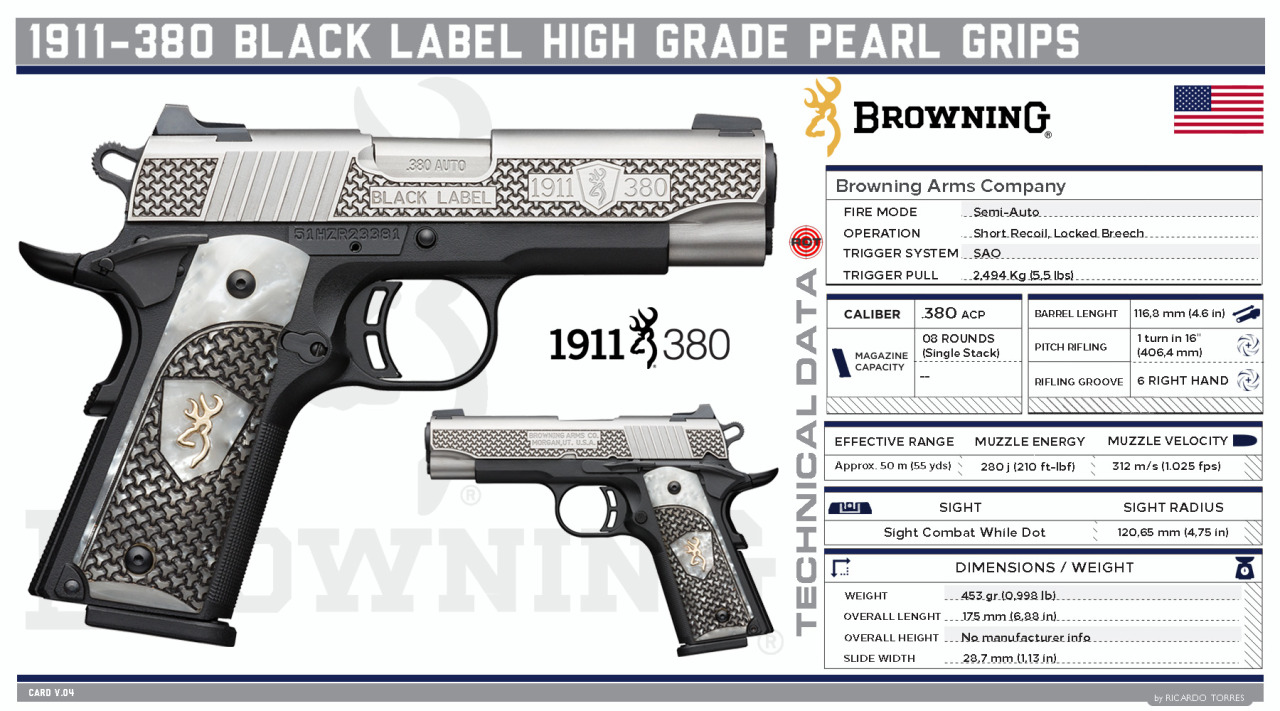 1911-380 BLACK LABEL HIGH GRADE PEARL GRIPS
.380 AUTO
BLACK LABEL
1911 380
51HZR23381
1911 380
®
BROWNING ARMS CO.
MORGAN, UT. U.S.A.
BROWNING
®
TECHNICAL DATA
RDT
BROWNING®
Browning Arms Company
FIRE MODE Semi-Auto
OPERATION Short Recoil, Locked Breech
TRIGGER SYSTEM SAO
TRIGGER PULL 2,494 Kg (5,5 lbs)
CALIBER .380 ACP
MAGAZINE CAPACITY 08 ROUNDS
(Single Stack)
--
BARREL LENGHT 116,8 mm (4.6 in)
PITCH RIFLING 1 turn in 16"
(406,4 mm)
RIFLING GROOVE 6 RIGHT HAND
EFFECTIVE RANGE MUZZLE ENERGY MUZZLE VELOCITY
Approx. 50 m (55 yds) 280 j (210 ft-lbf) 312 m/s (1.025 fps)
SIGHT SIGHT RADIUS
Sight Combat While Dot 120,65 mm (4,75 in)
DIMENSIONS / WEIGHT
WEIGHT 453 gr (0,998 lb)
OVERALL LENGHT 175 mm (6,88 in)
OVERALL HEIGHT No manufacturer info
SLIDE WIDTH 28,7 mm (1,13 in)
CARD V.04
by RICARDO TORRES